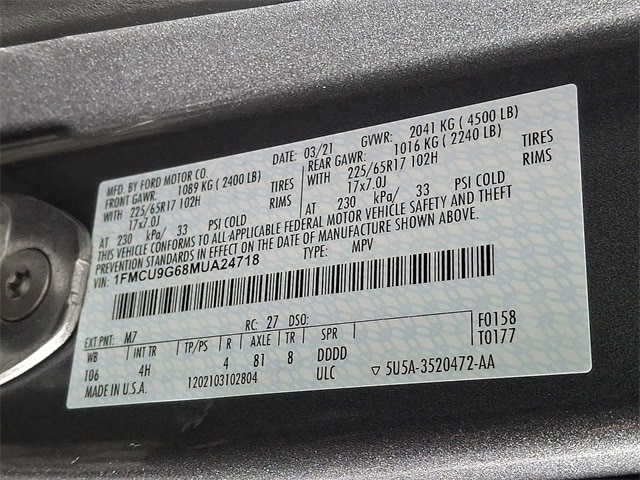 MFD. BY FORD MOTOR CO.
DATE: 03/21 GVWR: 2041 KG ( 4500 LB)
FRONT GAWR: 1089 KG ( 2400 LB) REAR GAWR: 1016 KG ( 2240 LB)
WITH 225/65R17 102H TIRES WITH 225/65R17 102H TIRES
17x7.0J RIMS 17x7.0J RIMS
AT 230 kPa/ 33 PSI COLD AT 230 kPa/ 33 PSI COLD
THIS VEHICLE CONFORMS TO ALL APPLICABLE FEDERAL MOTOR VEHICLE SAFETY AND THEFT
PREVENTION STANDARDS IN EFFECT ON THE DATE OF MANUFACTURE SHOWN ABOVE.
VIN: 1FMCU9G68MUA24718 TYPE: MPV
EXT PNT: M7 RC: 27 DSO: F0158
WB INT TR TP/PS R AXLE TR SPR T0177
106 4H 4 81 8 DDDD
MADE IN U.S.A. 1202103102804 ULC ▽ 5U5A-3520472-AA